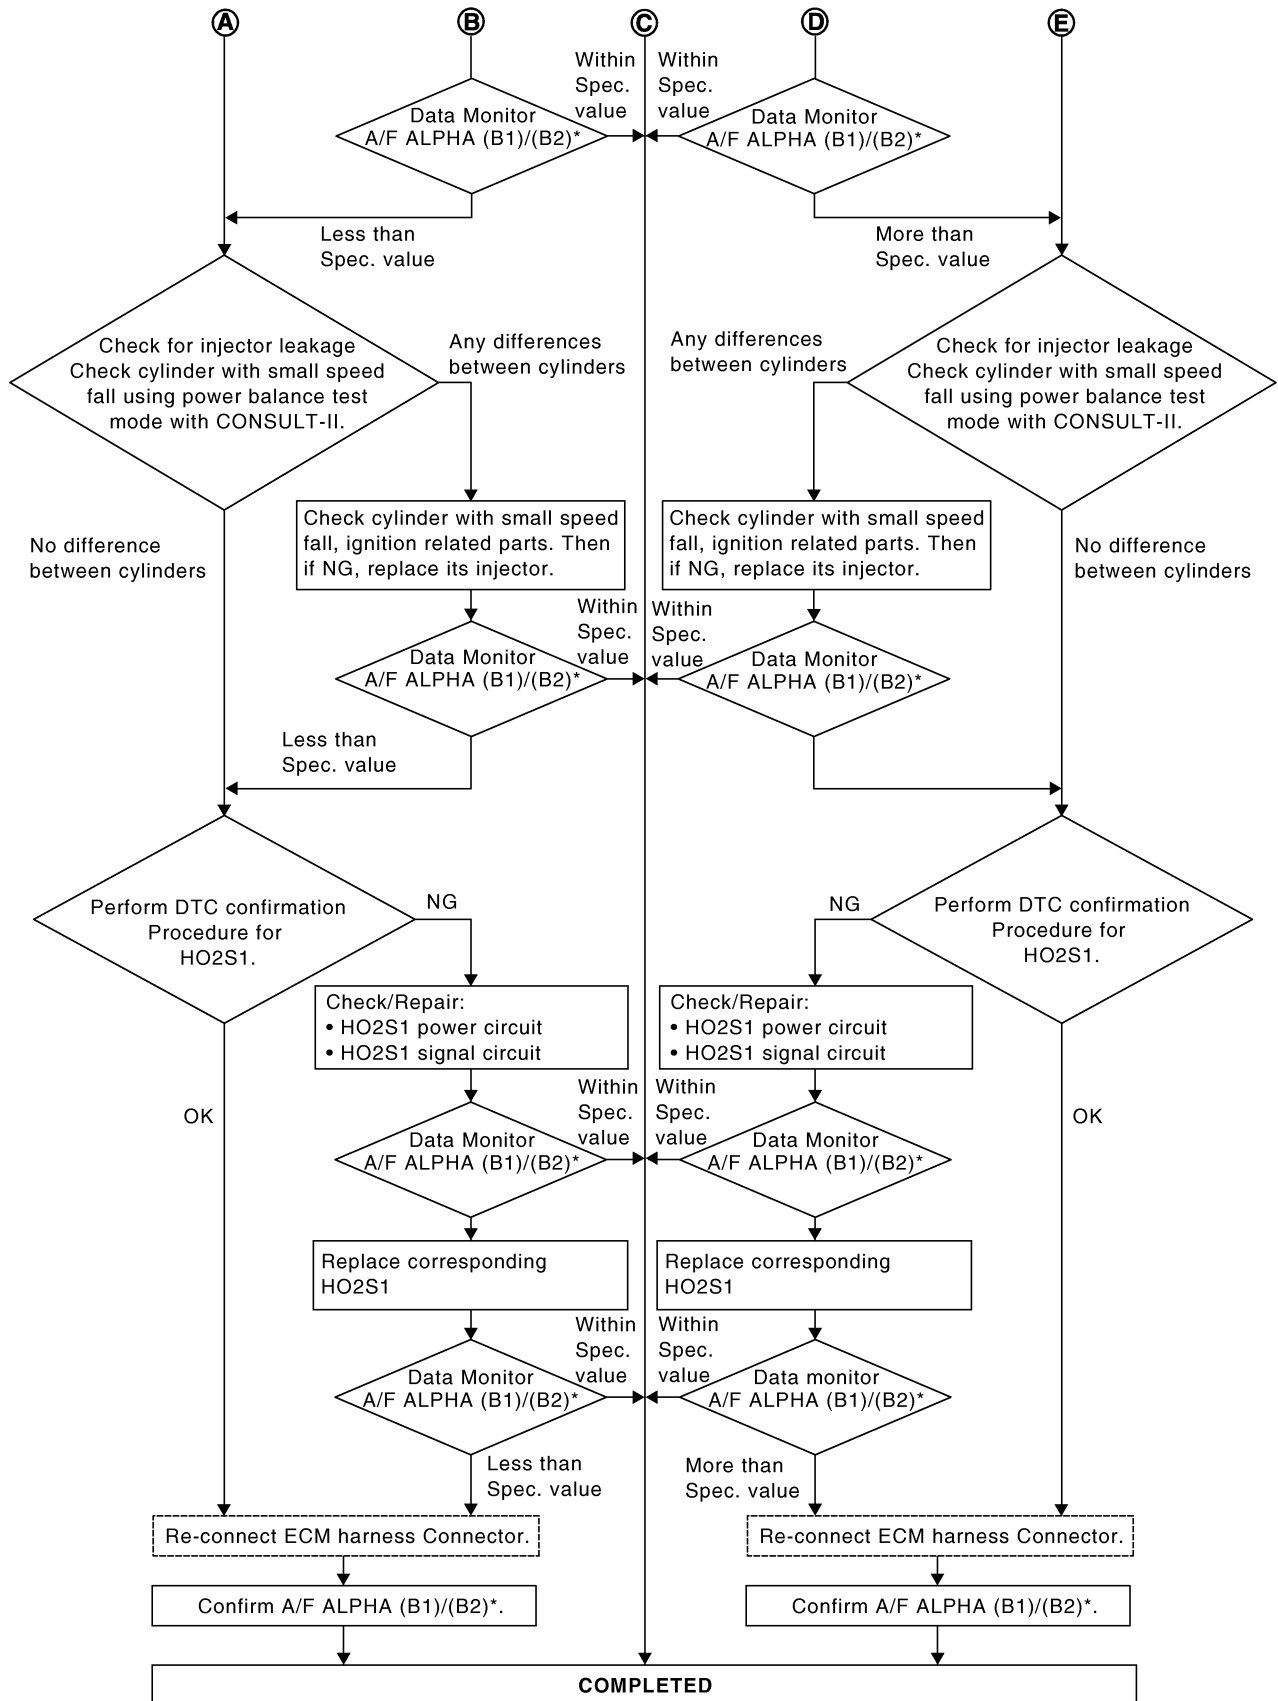 A
B
C
D
E
Within
Spec.
value
Within
Spec.
value
Data Monitor
A/F ALPHA (B1)/(B2)*
Data Monitor
A/F ALPHA (B1)/(B2)*
Less than
Spec. value
More than
Spec. value
Check for injector leakage
Check cylinder with small speed
fall using power balance test
mode with CONSULT-II.
Any differences
between cylinders
Any differences
between cylinders
Check for injector leakage
Check cylinder with small speed
fall using power balance test
mode with CONSULT-II.
No difference
between cylinders
Check cylinder with small speed
fall, ignition related parts. Then
if NG, replace its injector.
Check cylinder with small speed
fall, ignition related parts. Then
if NG, replace its injector.
No difference
between cylinders
Within
Spec.
value
Within
Spec.
value
Data Monitor
A/F ALPHA (B1)/(B2)*
Data Monitor
A/F ALPHA (B1)/(B2)*
Less than
Spec. value
Perform DTC confirmation
Procedure for
HO2S1.
NG
NG
Perform DTC confirmation
Procedure for
HO2S1.
Check/Repair:
• HO2S1 power circuit
• HO2S1 signal circuit
Check/Repair:
• HO2S1 power circuit
• HO2S1 signal circuit
OK
Within
Spec.
value
Within
Spec.
value
OK
Data Monitor
A/F ALPHA (B1)/(B2)*
Data Monitor
A/F ALPHA (B1)/(B2)*
Replace corresponding
HO2S1
Replace corresponding
HO2S1
Within
Spec.
value
Within
Spec.
value
Data Monitor
A/F ALPHA (B1)/(B2)*
Data monitor
A/F ALPHA (B1)/(B2)*
Less than
Spec. value
More than
Spec. value
Re-connect ECM harness Connector.
Re-connect ECM harness Connector.
Confirm A/F ALPHA (B1)/(B2)*.
Confirm A/F ALPHA (B1)/(B2)*.
COMPLETED